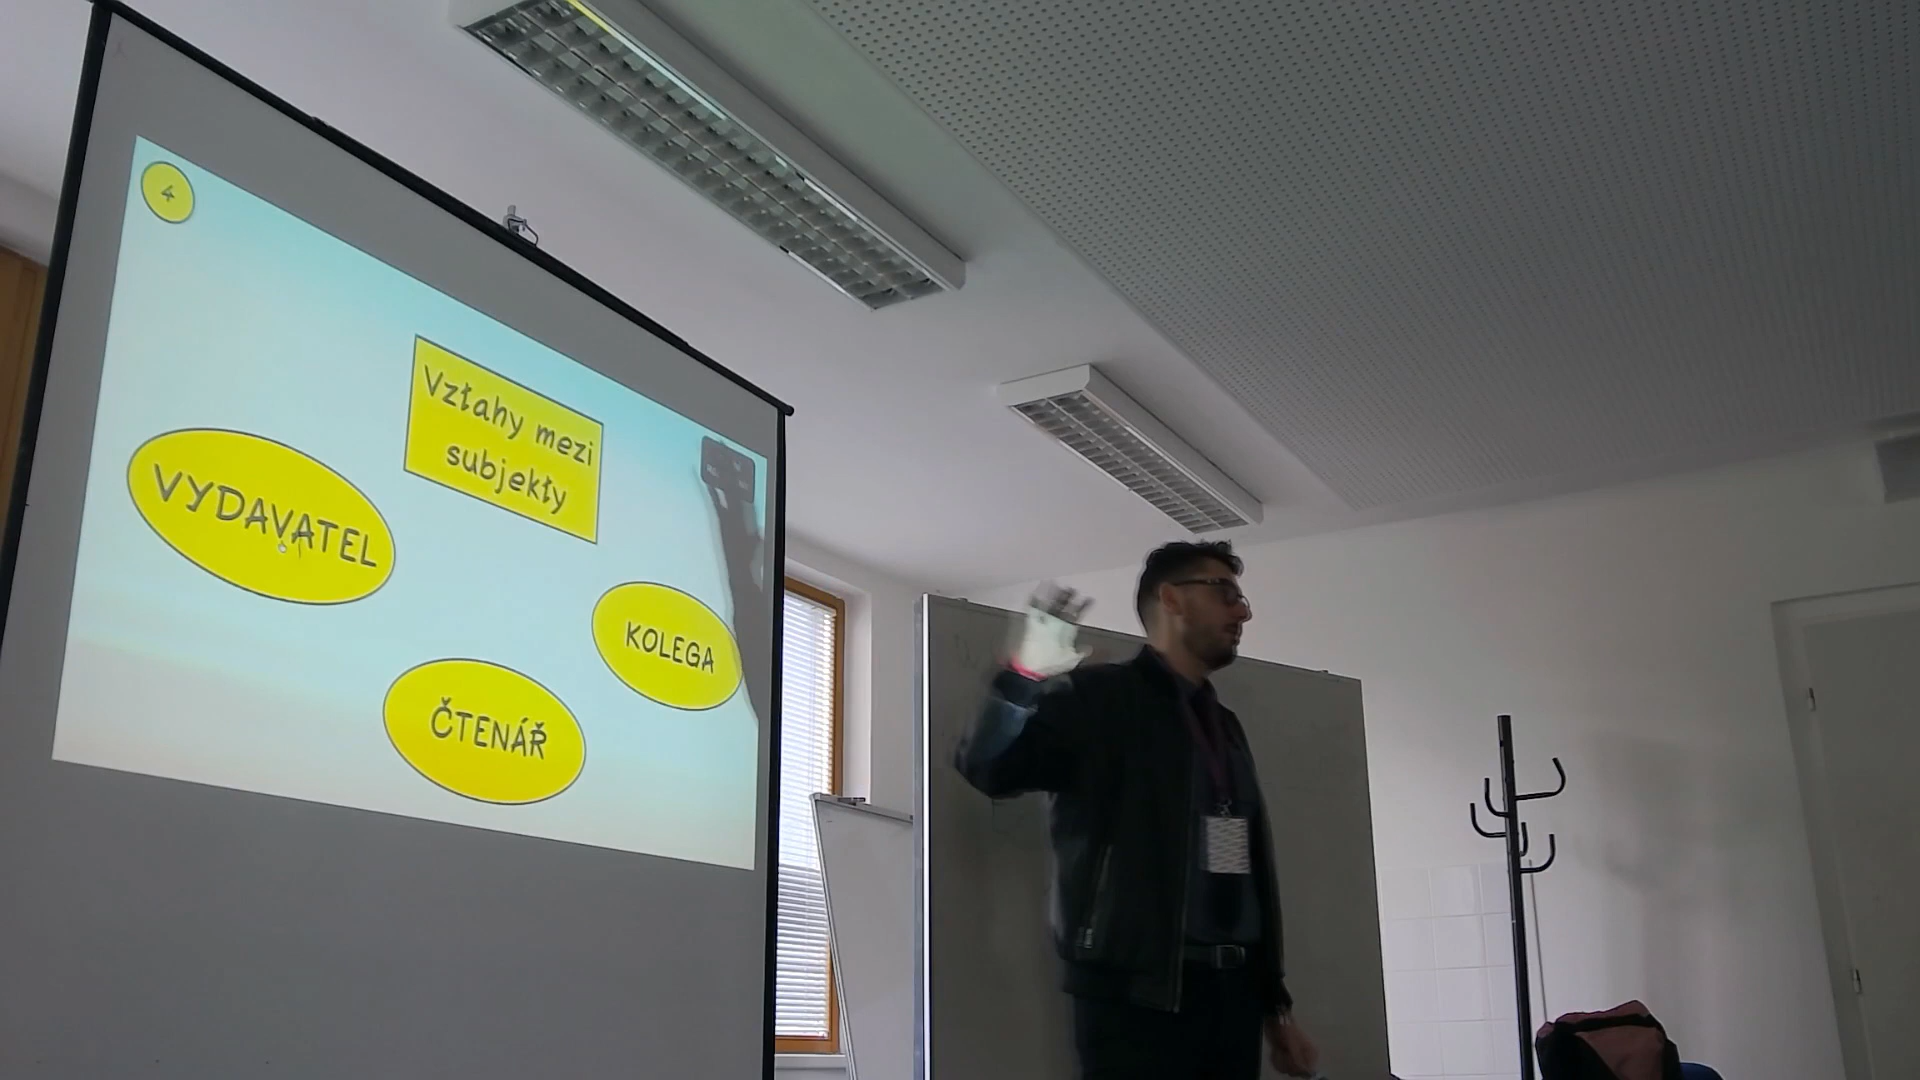 4
Vztahy mezi
subjekty
VYDAVATEL
KOLEGA
ČTENÁŘ